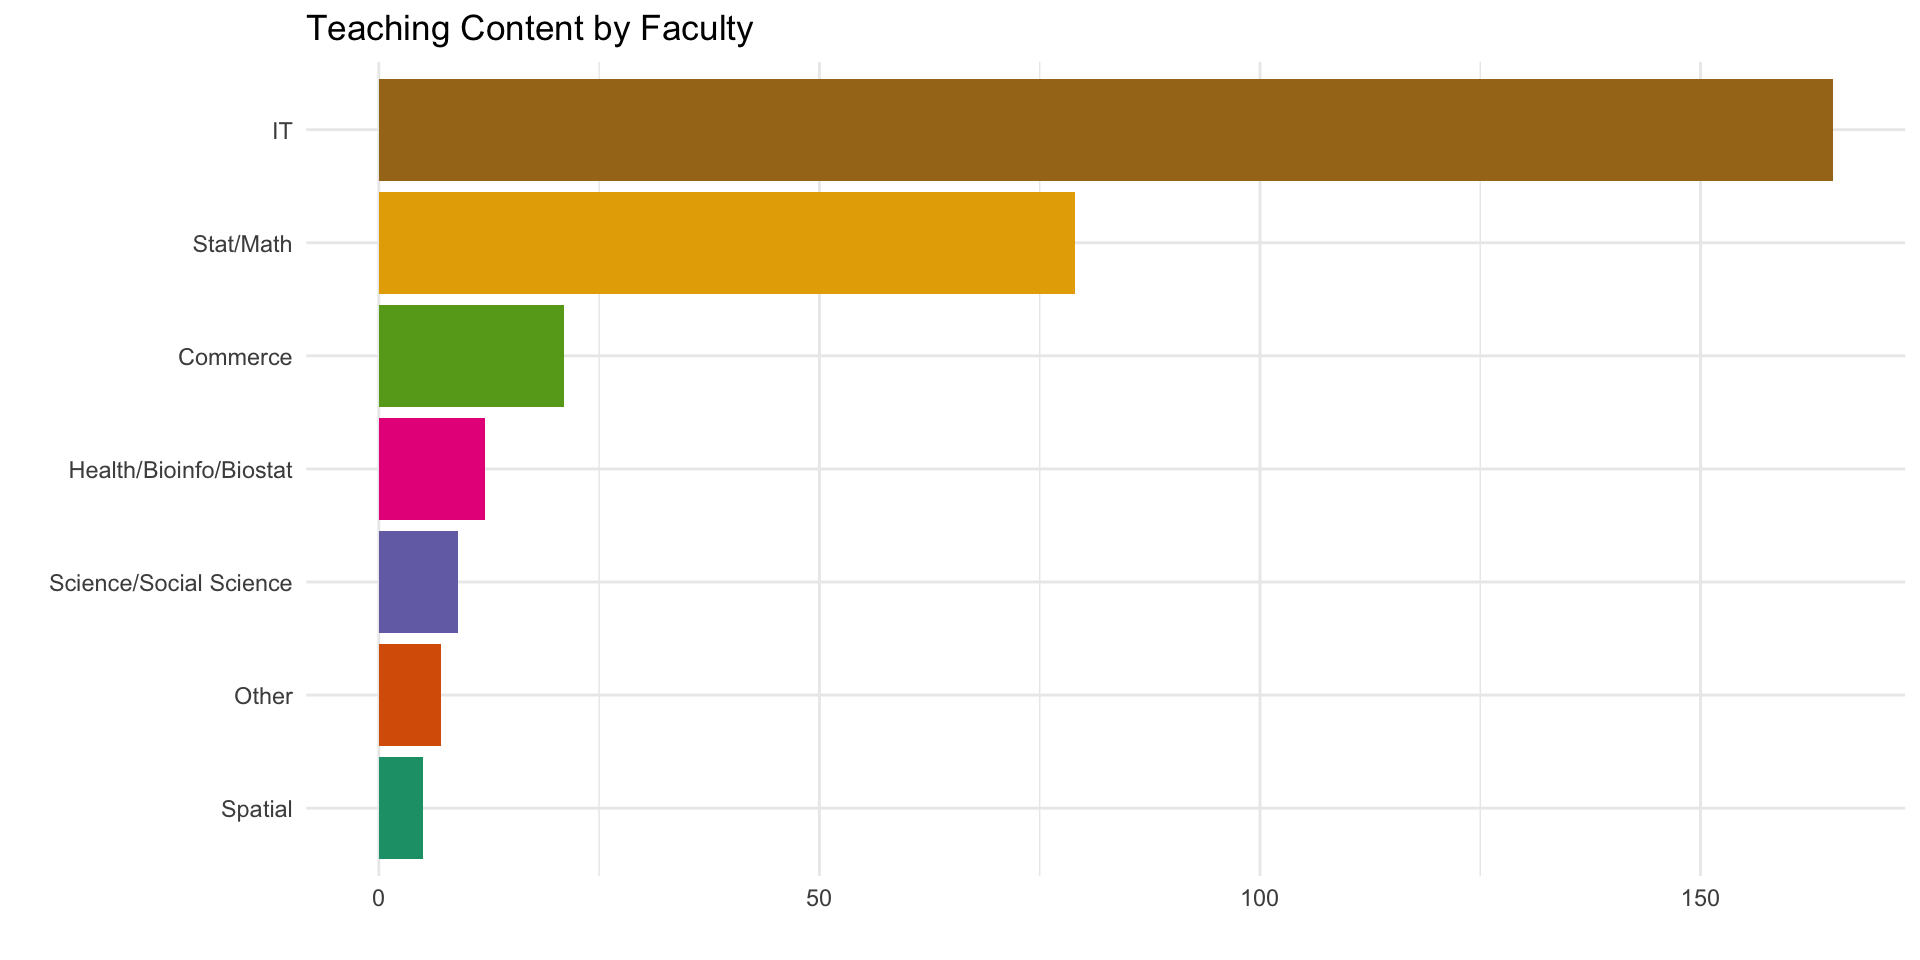 Teaching Content by Faculty
IT
Stat/Math
Commerce
Health/Bioinfo/Biostat
Science/Social Science
Other
Spatial
0 50 100 150